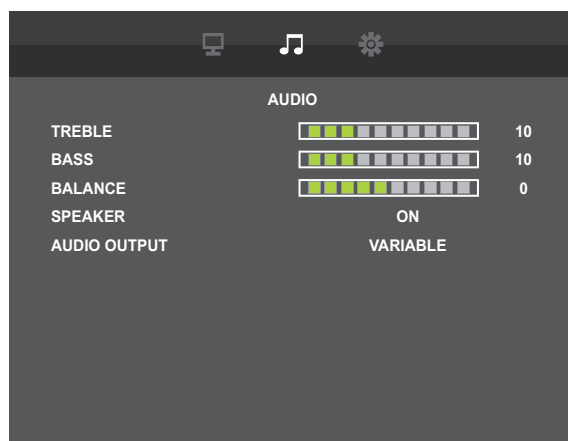 AUDIO
TREBLE 10
BASS 10
BALANCE 0
SPEAKER ON
AUDIO OUTPUT VARIABLE